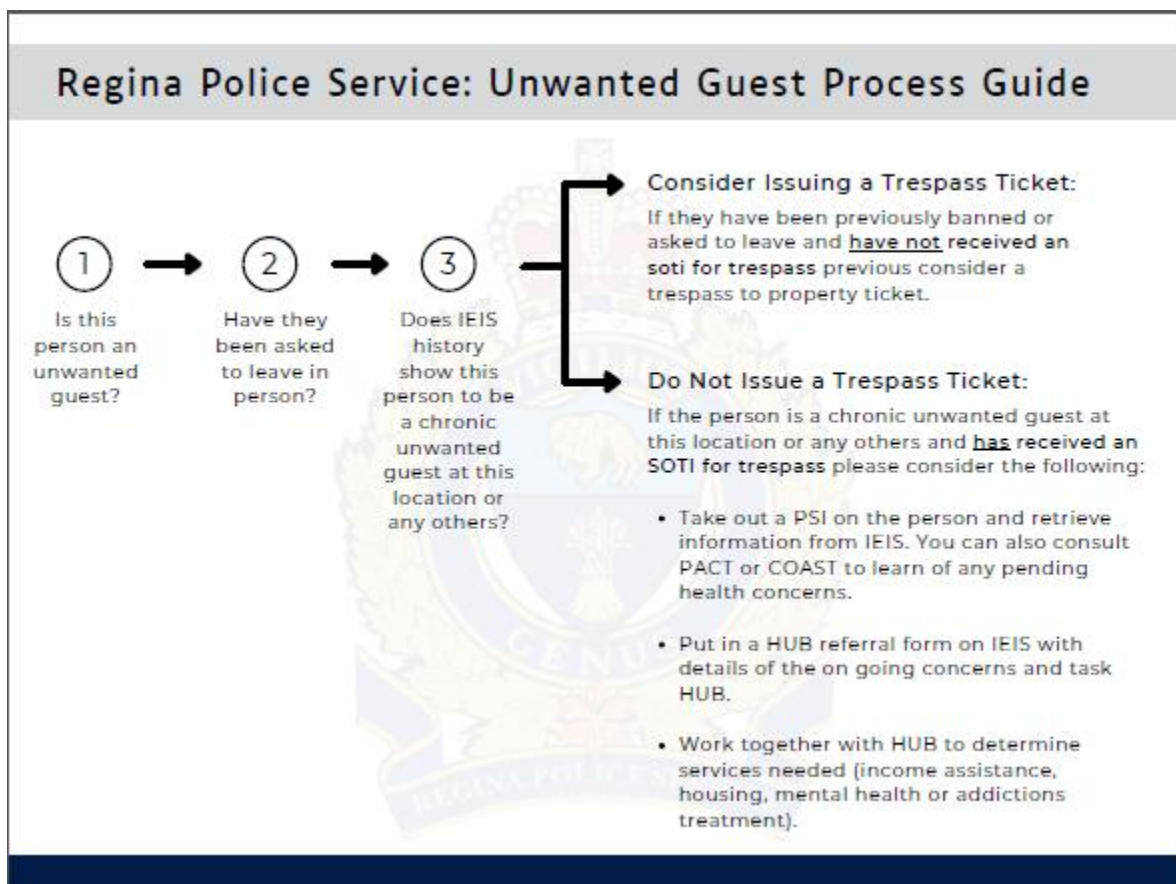 Regina Police Service: Unwanted Guest Process Guide
1
Is this
person an
unwanted
guest?
2
Have they
been asked
to leave in
person?
3
Does IEIS
history
show this
person to be
a chronic
unwanted
guest at this
location or
any others?
Consider Issuing a Trespass Ticket:
If they have been previously banned or
asked to leave and have not received an
soti for trespass previous consider a
trespass to property ticket.
Do Not Issue a Trespass Ticket:
If the person is a chronic unwanted guest at
this location or any others and has received an
SOTI for trespass please consider the following:
• Take out a PSI on the person and retrieve
information from IEIS. You can also consult
PACT or COAST to learn of any pending
health concerns.
• Put in a HUB referral form on IEIS with
details of the on going concerns and task
HUB.
• Work together with HUB to determine
services needed (income assistance,
housing, mental health or addictions
treatment).
GENUS
REGINA POLICE